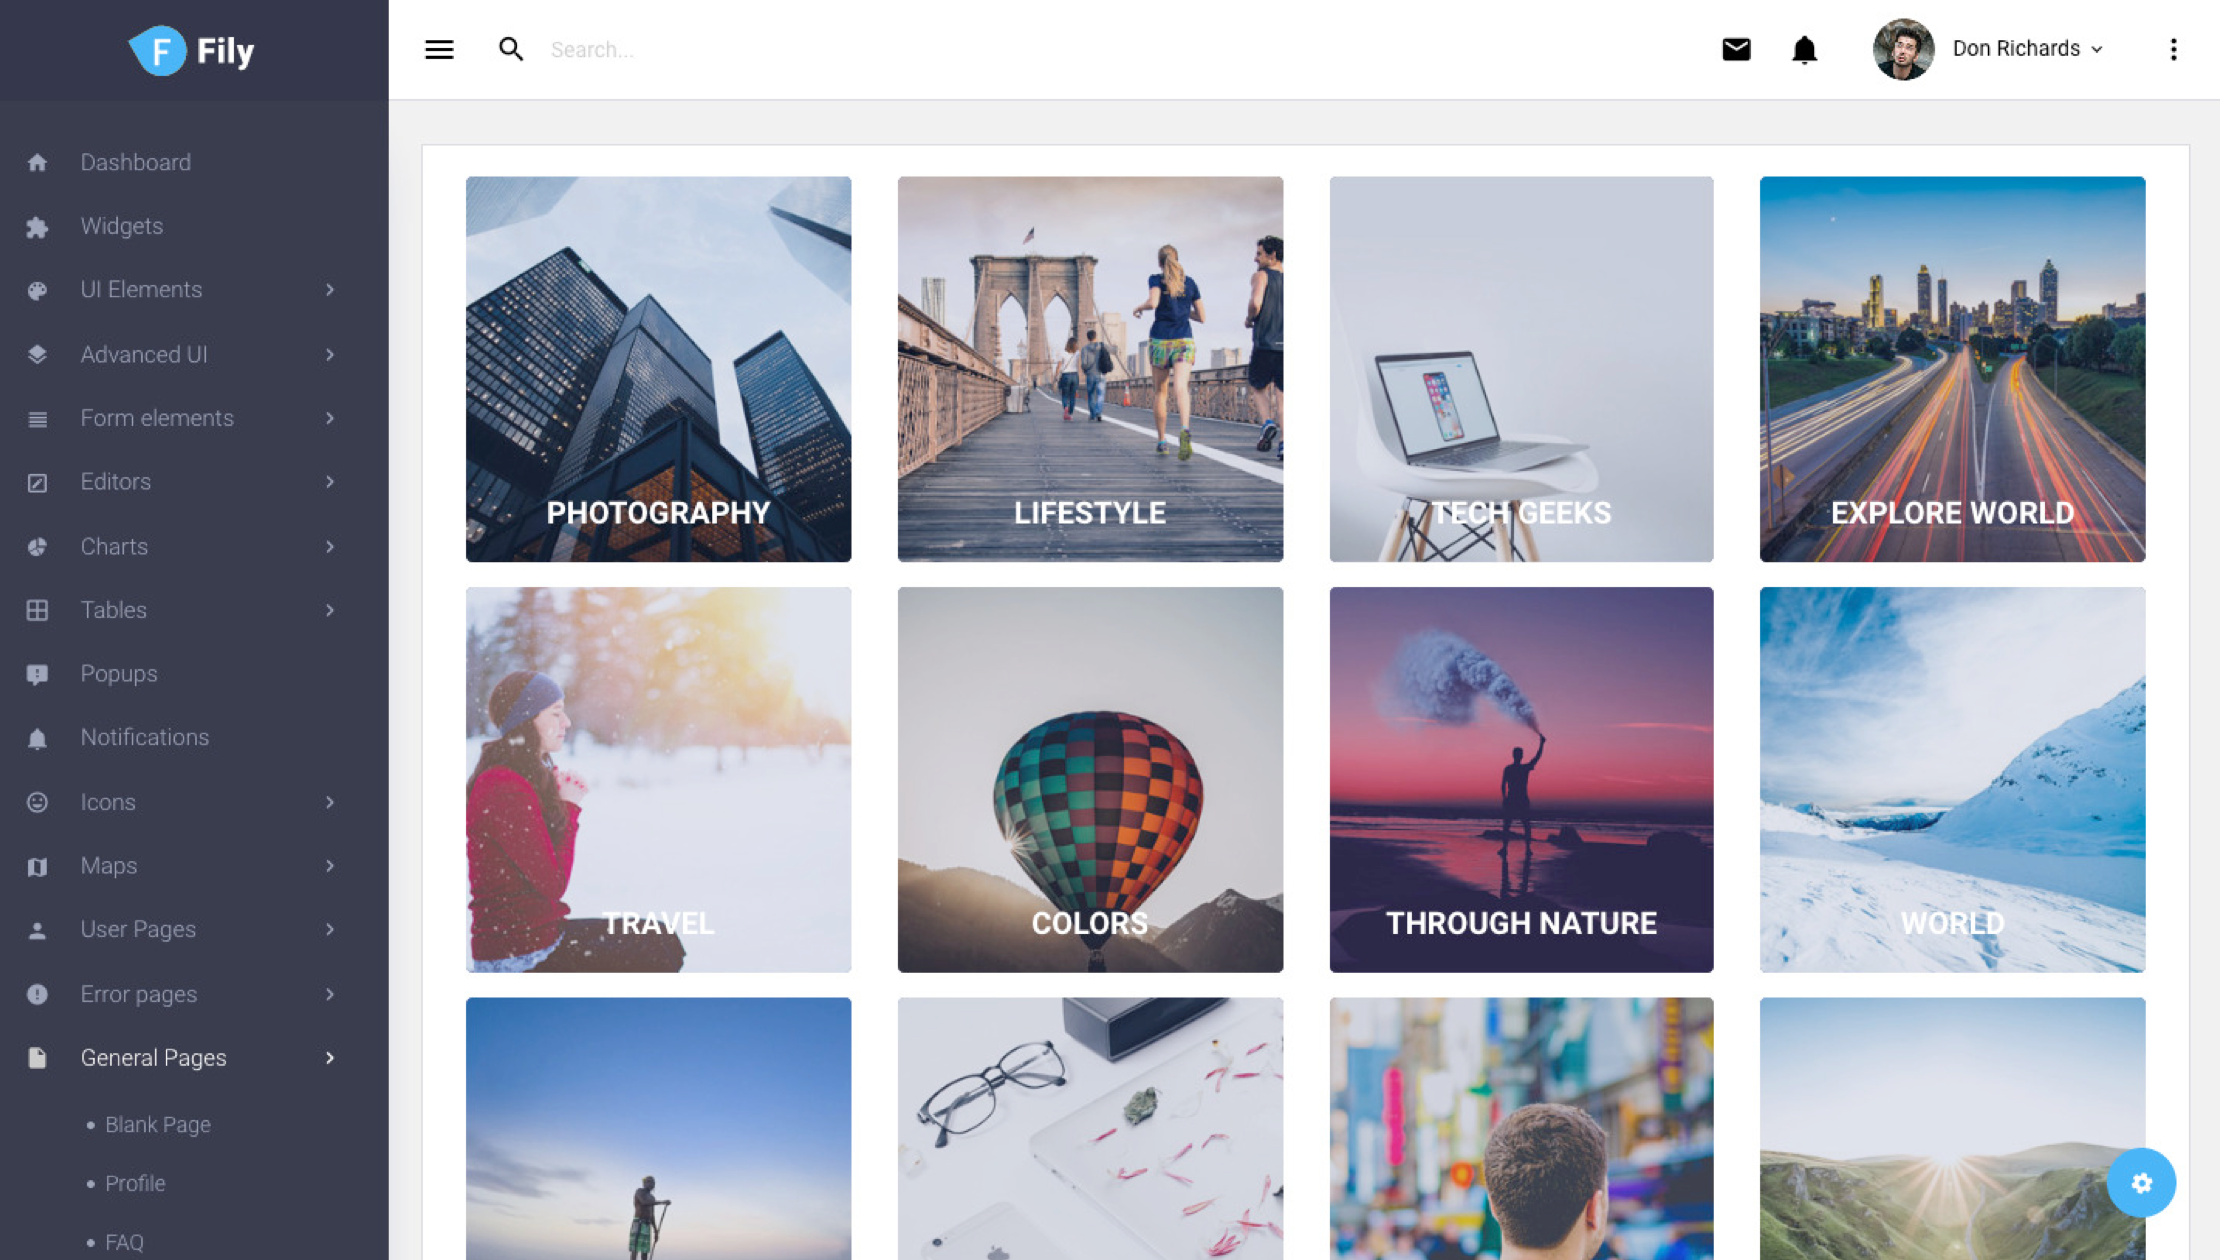 F Fily
Search...
Don Richards
Dashboard
Widgets
UI Elements
Advanced UI
Form elements
Editors
Charts
Tables
Popups
Notifications
Icons
Maps
User Pages
Error pages
General Pages
Blank Page
Profile
FAQ
PHOTOGRAPHY
LIFESTYLE
TECH GEEKS
EXPLORE WORLD
TRAVEL
COLORS
THROUGH NATURE
WORLD